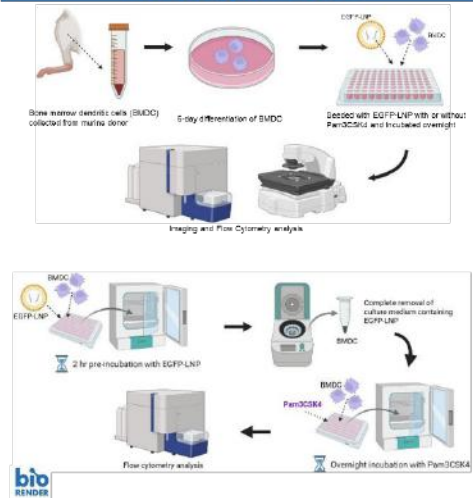 EGFP-LNP
BMDC
Bone marrow dendritic cells (BMDC)
collected from murine donor
6-day differentiation of BMDC
Seeded with EGFP-LNP with or without
Pam3CSK4 and Incubated overnight
Imaging and Flow Cytometry analysis
BMDC
EGFP-LNP
2 hr pre-incubation with EGFP-LNP
Complete removal of
culture medium containing
EGFP-LNP
BMDC
BMDC
Pam3CSK4
Flow cytometry analysis
Overnight incubation with Pam3CSK4
bio
RENDER